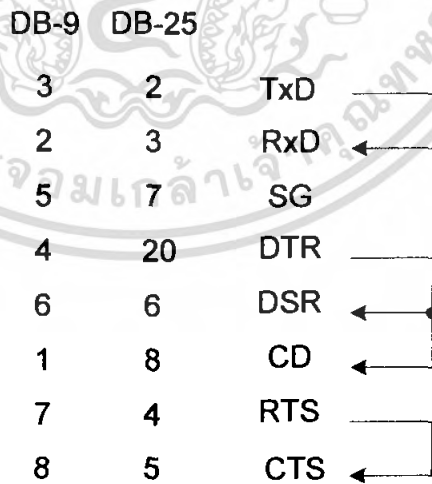 DB-9 DB-25
3 2 TxD
2 3 RxD
5 7 SG
4 20 DTR
6 6 DSR
1 8 CD
7 4 RTS
8 5 CTS